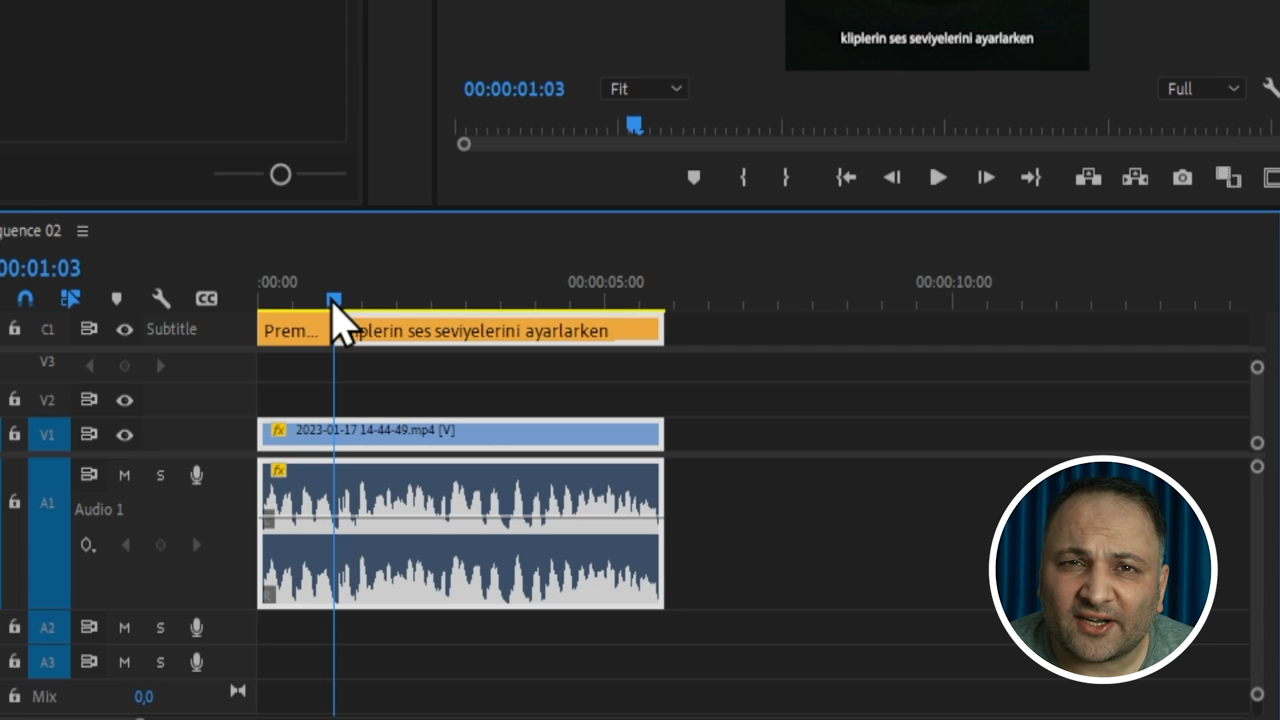 kliplerin ses seviyelerini ayarlarken
00:00:01:03
Fit
Full
quence 02
00:01:03
:00:00
00:00:05:00
00:00:10:00
CC
C1
Subtitle
Prem...
iplerin ses seviyelerini ayarlarken
V3
V2
V1
fx
2023-01-17 14-44-49.mp4 [V]
A1
M
S
fx
Audio 1
L
R
A2
M
S
A3
M
S
Mix
0,0